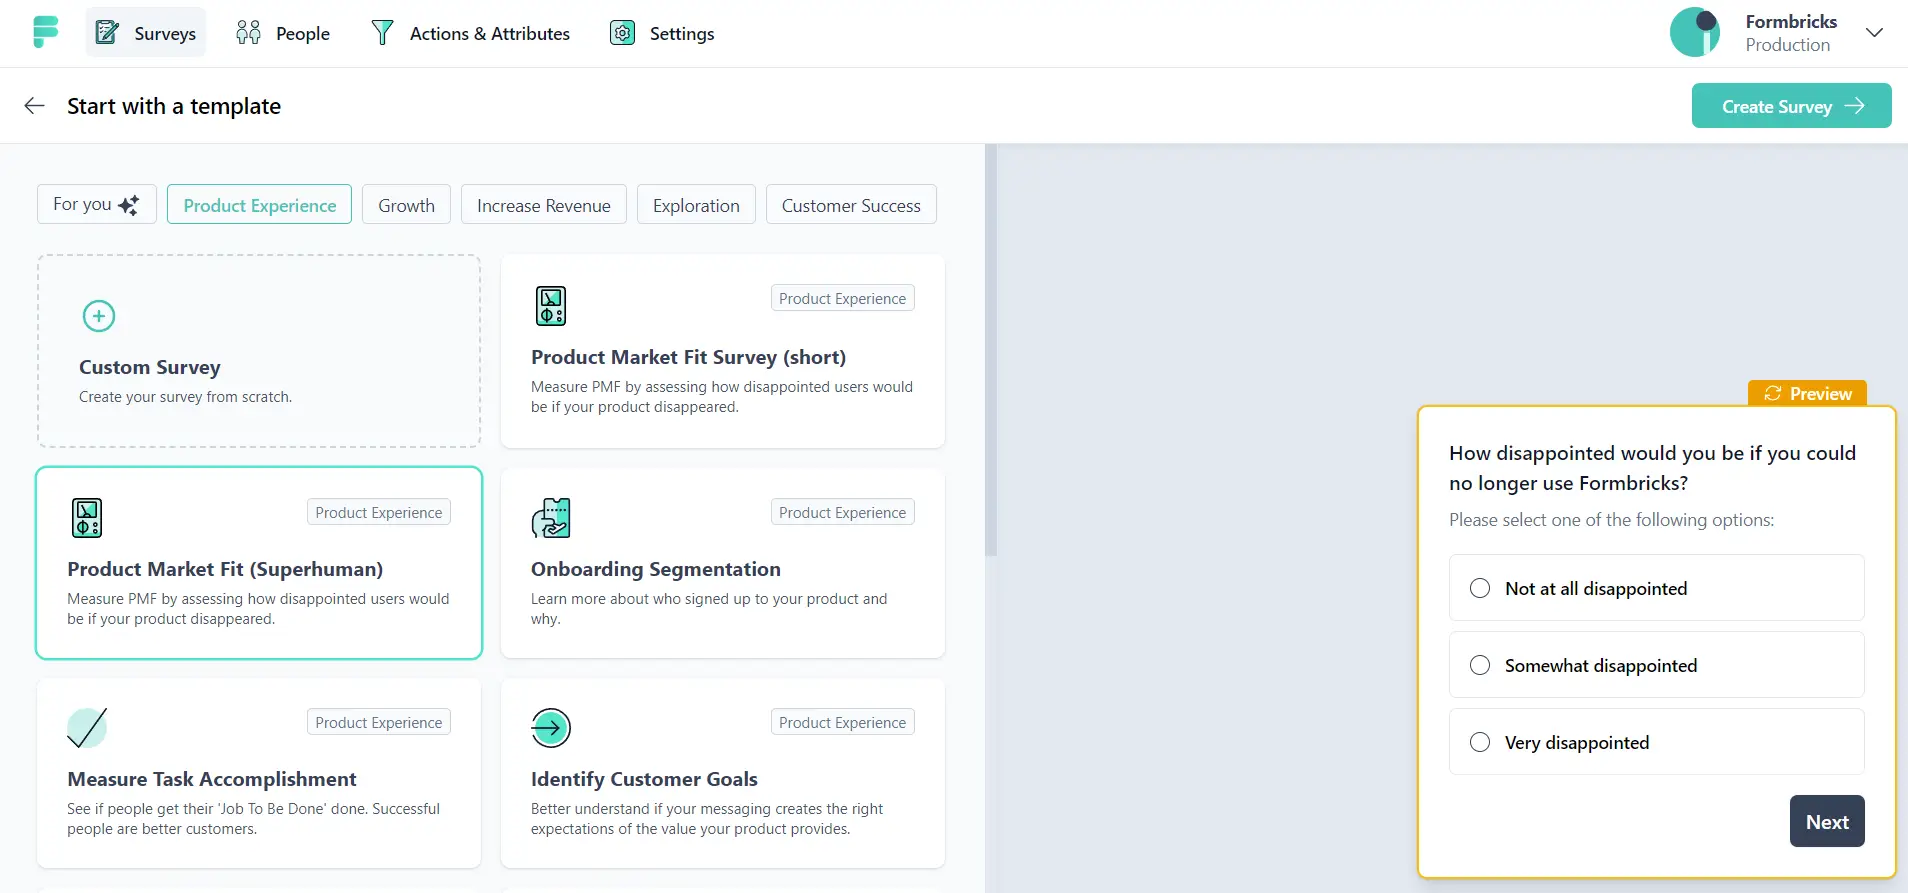 Surveys
People
Actions & Attributes
Settings
Formbricks
Production
Start with a template
Create Survey
For you
Product Experience
Growth
Increase Revenue
Exploration
Customer Success
Custom Survey
Create your survey from scratch.
Product Experience
Product Market Fit Survey (short)
Measure PMF by assessing how disappointed users would
be if your product disappeared.
Product Experience
Product Market Fit (Superhuman)
Measure PMF by assessing how disappointed users would
be if your product disappeared.
Product Experience
Onboarding Segmentation
Learn more about who signed up to your product and
why.
Product Experience
Measure Task Accomplishment
See if people get their 'Job To Be Done' done. Successful
people are better customers.
Product Experience
Identify Customer Goals
Better understand if your messaging creates the right
expectations of the value your product provides.
Preview
How disappointed would you be if you could
no longer use Formbricks?
Please select one of the following options:
Not at all disappointed
Somewhat disappointed
Very disappointed
Next